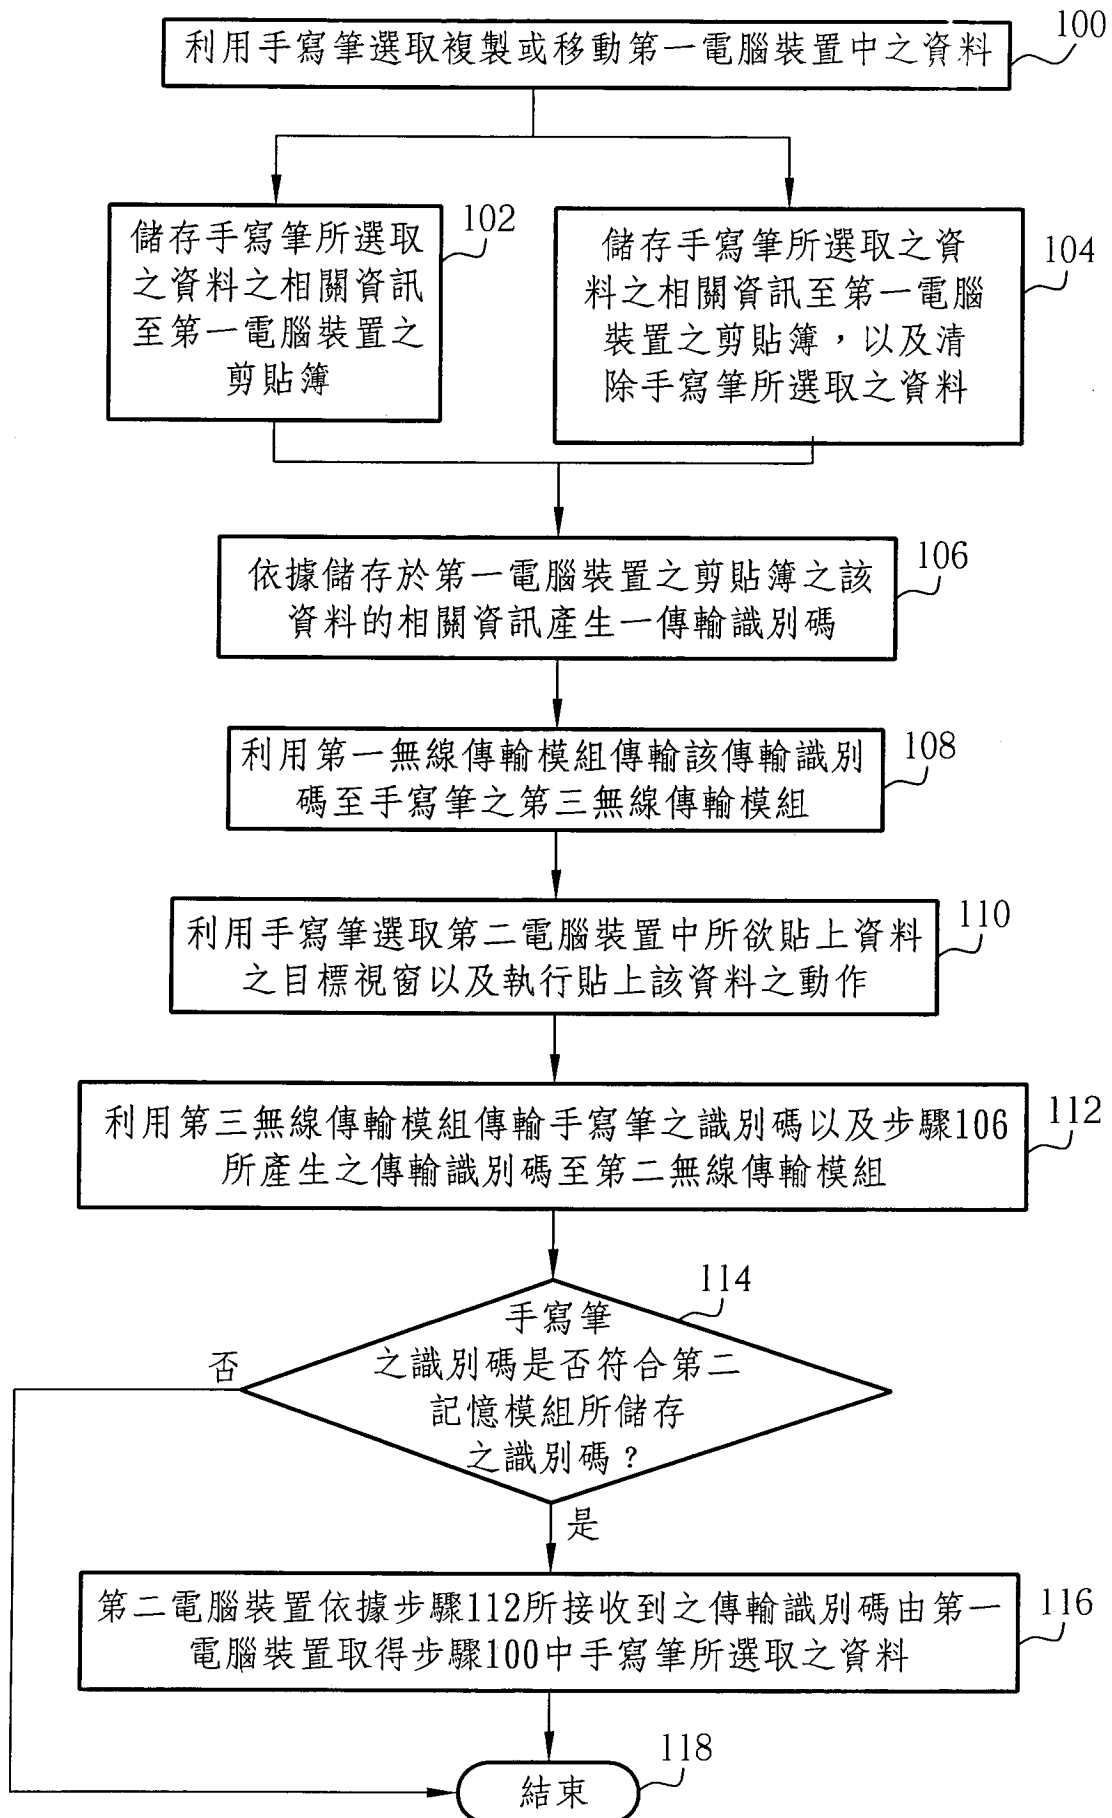 利用手寫筆選取複製或移動第一電腦裝置中之資料
100
儲存手寫筆所選取
之資料之相關資訊
至第一電腦裝置之
剪貼簿
102
儲存手寫筆所選取之資
料之相關資訊至第一電腦
裝置之剪貼簿，以及清
除手寫筆所選取之資料
104
依據儲存於第一電腦裝置之剪貼簿之該
資料的相關資訊產生一傳輸識別碼
106
利用第一無線傳輸模組傳輸該傳輸識別
碼至手寫筆之第三無線傳輸模組
108
利用手寫筆選取第二電腦裝置中所欲貼上資料
之目標視窗以及執行貼上該資料之動作
110
利用第三無線傳輸模組傳輸手寫筆之識別碼以及步驟106
所產生之傳輸識別碼至第二無線傳輸模組
112
114
手寫筆
之識別碼是否符合第二
記憶模組所儲存
之識別碼？
否
是
第二電腦裝置依據步驟112所接收到之傳輸識別碼由第一
電腦裝置取得步驟100中手寫筆所選取之資料
116
結束
118